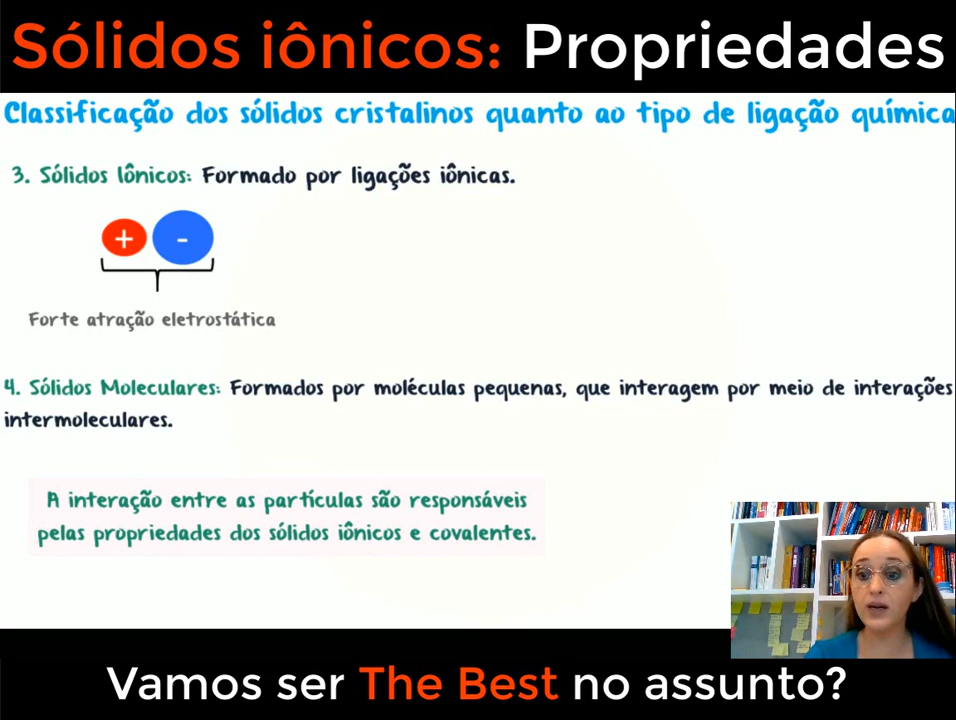 Sólidos iônicos: Propriedades
Classificação dos sólidos cristalinos quanto ao tipo de ligação química
3. Sólidos Iônicos: Formado por ligações iônicas.
+ -
Forte atração eletrostática
4. Sólidos Moleculares: Formados por moléculas pequenas, que interagem por meio de interações
intermoleculares.
A interação entre as partículas são responsáveis
pelas propriedades dos sólidos iônicos e covalentes.
Vamos ser The Best no assunto?